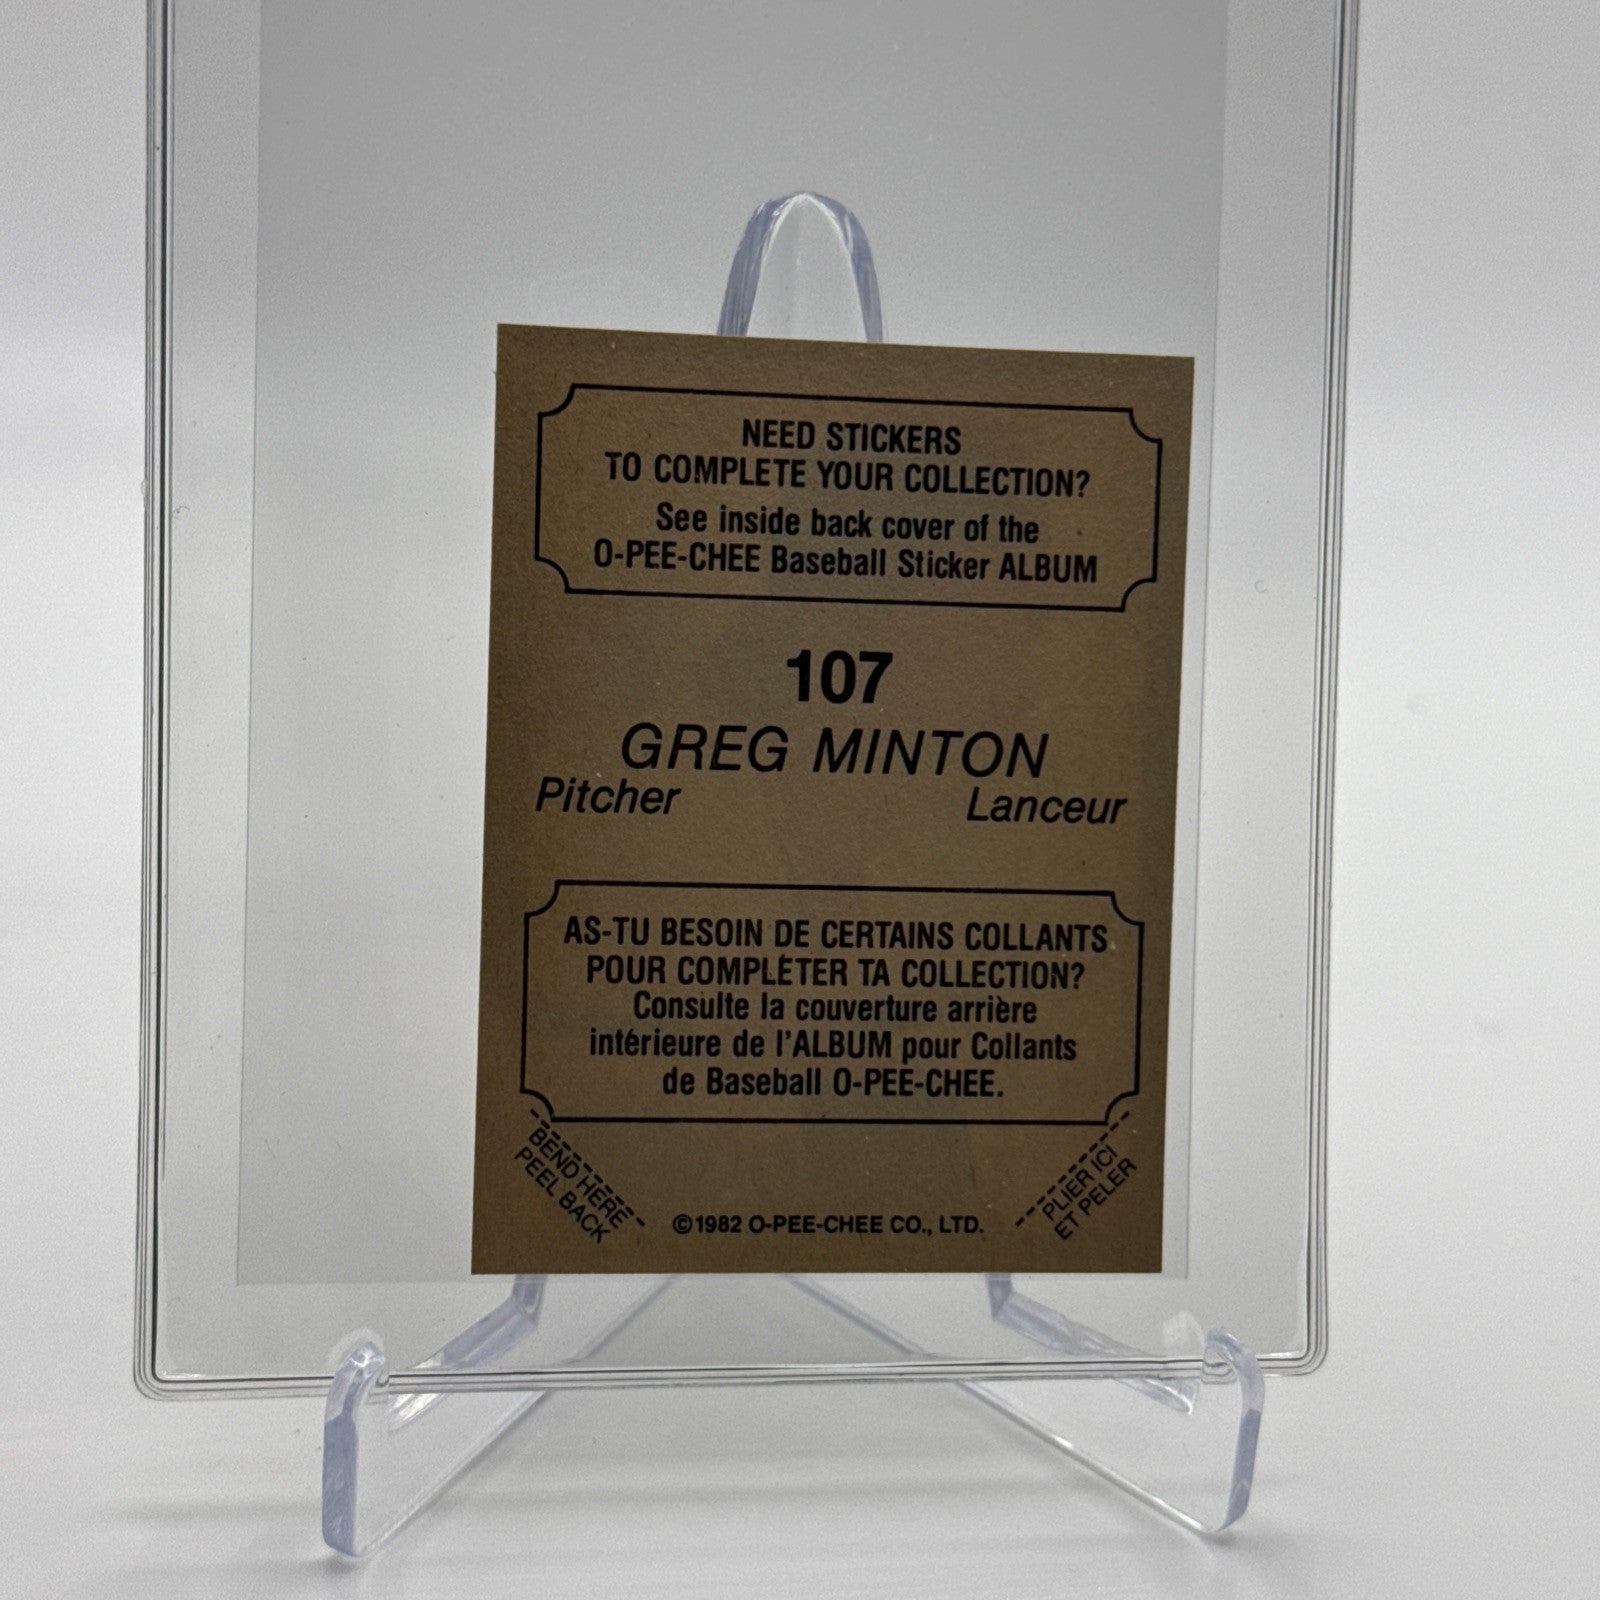 NEED STICKERS
TO COMPLETE YOUR COLLECTION?
See inside back cover of the
O-PEE-CHEE Baseball Sticker ALBUM
107
GREG MINTON
Pitcher Lanceur
AS-TU BESOIN DE CERTAINS COLLANTS
POUR COMPLÉTER TA COLLECTION?
Consulte la couverture arrière
intérieure de l'ALBUM pour Collants
de Baseball O-PEE-CHEE.
BEND HERE
PEEL BACK
©1982 O-PEE-CHEE CO., LTD.
PLIER ICI
ET PELER